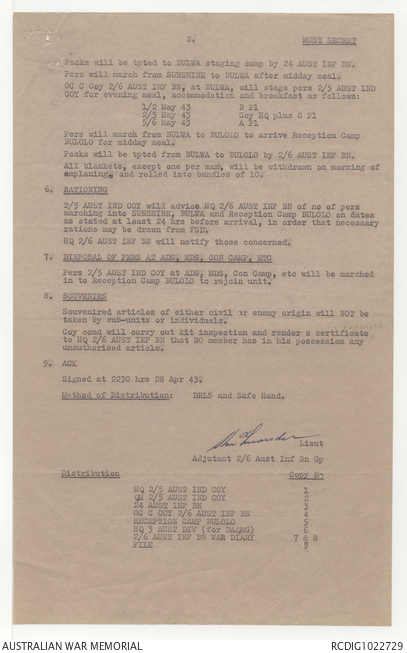 2.
MOST SECRET
Packs will be tpted to BULWA staging camp by 24 AUST INF BN.
Pers will march from SUNSHINE to BULWA after midday meal.
OC C Coy 2/6 AUST INF BN, at BULWA, will stage pers 2/5 AUST IND
COY for evening meal, accommodation and breakfast as follows:
1/2 May 43 B Pl
2/3 May 43 Coy HQ plus C Pl
5/6 May 43 A Pl
Pers will march from BULWA to BULOLO to arrive Reception Camp
BULOLO for midday meal.
Packs will be tpted from BULWA to BULOLO by 2/6 AUST INF BN.
All blankets, except one per man, will be withdrawn on morning of
emplaning, and rolled into bundles of 10.
6. RATIONING
2/5 AUST IND COY will advise HQ 2/6 AUST INF BN of no of pers
marching into SUNSHINE, BULWA and Reception Camp BULOLO on dates
as stated at least 24 hrs before arrival, in order that necessary
rations may be drawn from FSD.
HQ 2/6 AUST INF BN will notify those concerned.
7. DISPOSAL OF PERS AT ADS, MDS, CON CAMP, ETC
Pers 2/5 AUST IND COY at ADS, MDS, Con Camp, etc will be marched
in to Reception Camp BULOLO to rejoin unit.
8. SOUVENIRS
Souvenired articles of either civil or enemy origin will NOT be
taken by sub-units or individuals.
Coy comd will carry out kit inspection and render a certificate
to HQ 2/6 AUST INF BN that NO member has in his possession any
unauthorised article.
9. ACK
Signed at 2230 hrs 28 Apr 43.
Method of Distribution: DRLS and Safe Hand.
Lieut
Adjutant 2/6 Aust Inf Bn Gp
Distribution Copy No
HQ 2/5 AUST IND COY 1
QM 2/5 AUST IND COY 2
24 AUST INF BN 3
OC C COY 2/6 AUST INF BN 4
RECEPTION CAMP BULOLO 5
HQ 3 AUST DIV (for DAQMG) 6
2/6 AUST INF BN WAR DIARY 7 & 8
FILE 9
AUSTRALIAN WAR MEMORIAL
RCDIG1022729